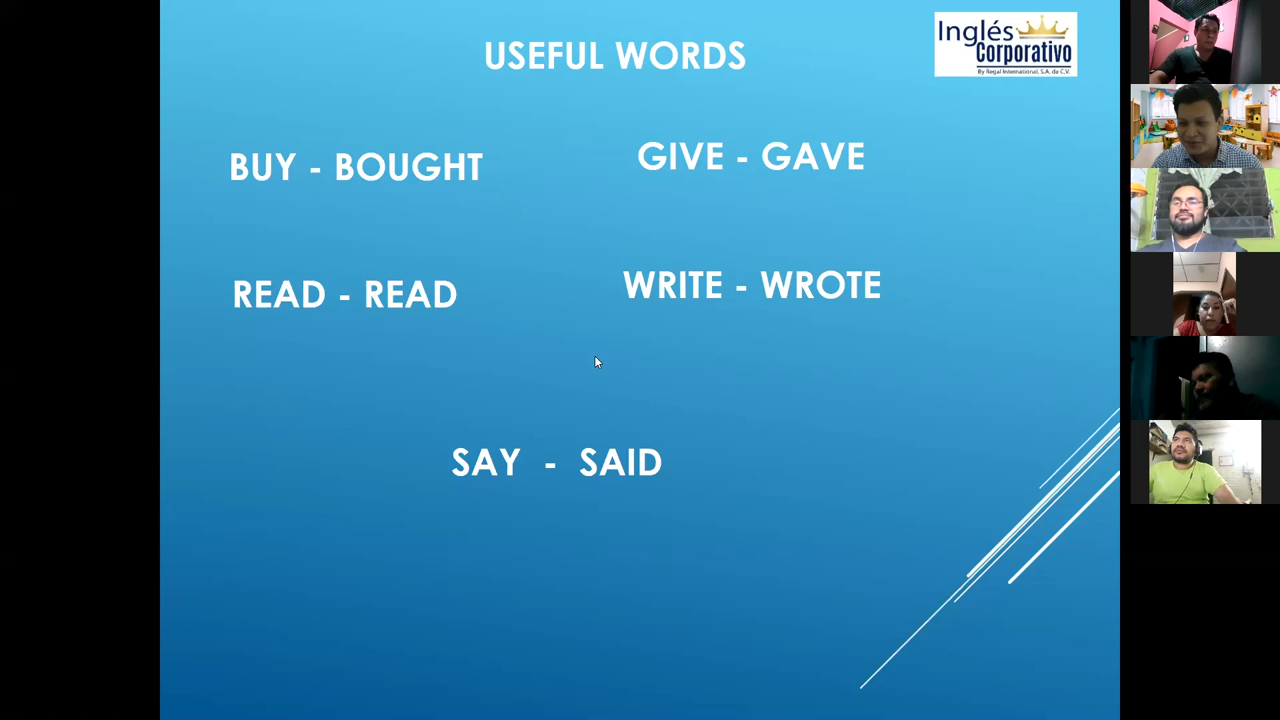 USEFUL WORDS
Inglés
Corporativo
By Regal International, S.A. de C.V.
BUY - BOUGHT
GIVE - GAVE
READ - READ
WRITE - WROTE
SAY - SAID